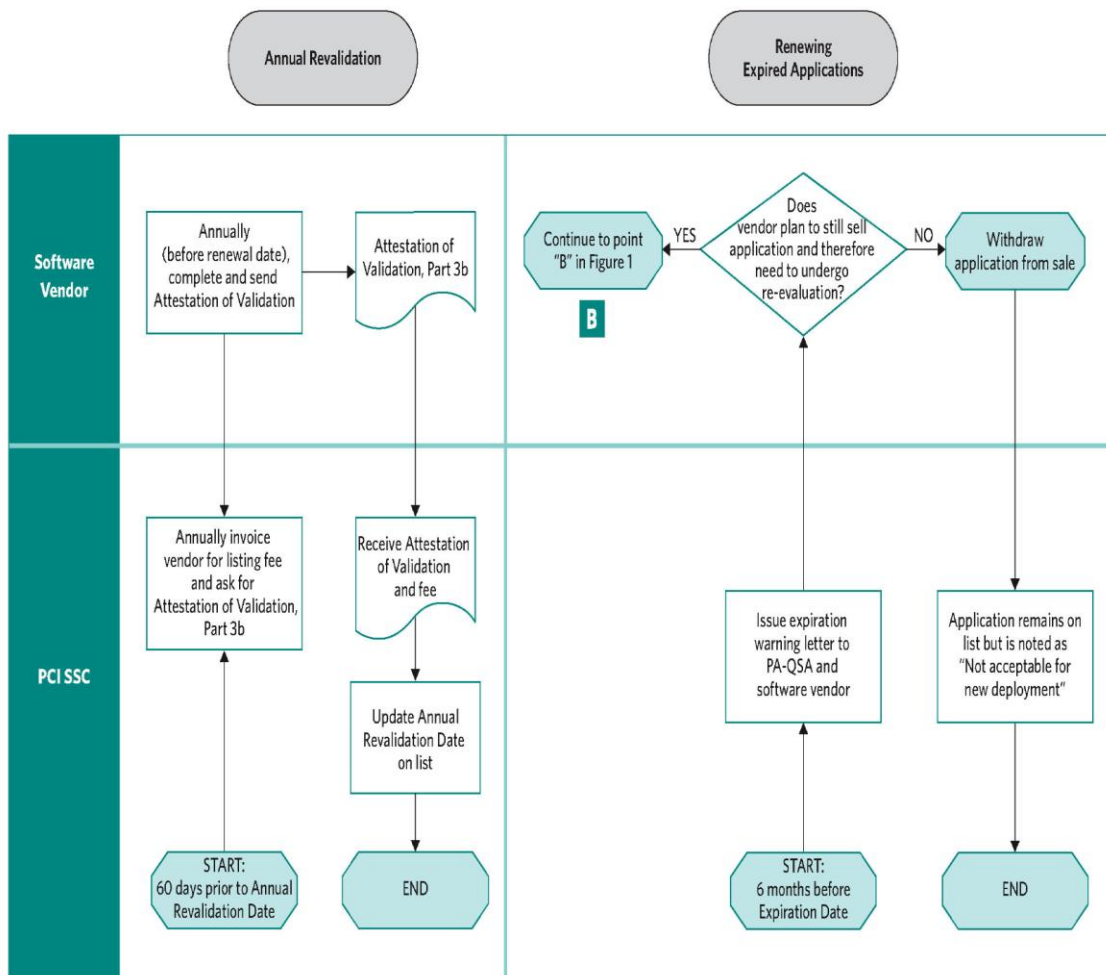 Annual Revalidation
Renewing
Expired Applications
Software
Vendor
Annually
(before renewal date),
complete and send
Attestation of Validation
Attestation of
Validation, Part 3b
Continue to point
"B" in Figure 1
B
YES
Does
vendor plan to still sell
application and therefore
need to undergo
re-evaluation?
NO
Withdraw
application from sale
PCI SSC
Annually invoice
vendor for listing fee
and ask for
Attestation of Validation,
Part 3b
Receive Attestation
of Validation
and fee
Update Annual
Revalidation Date
on list
Issue expiration
warning letter to
PA-QSA and
software vendor
Application remains on
list but is noted as
"Not acceptable for
new deployment"
START:
60 days prior to Annual
Revalidation Date
END
START:
6 months before
Expiration Date
END